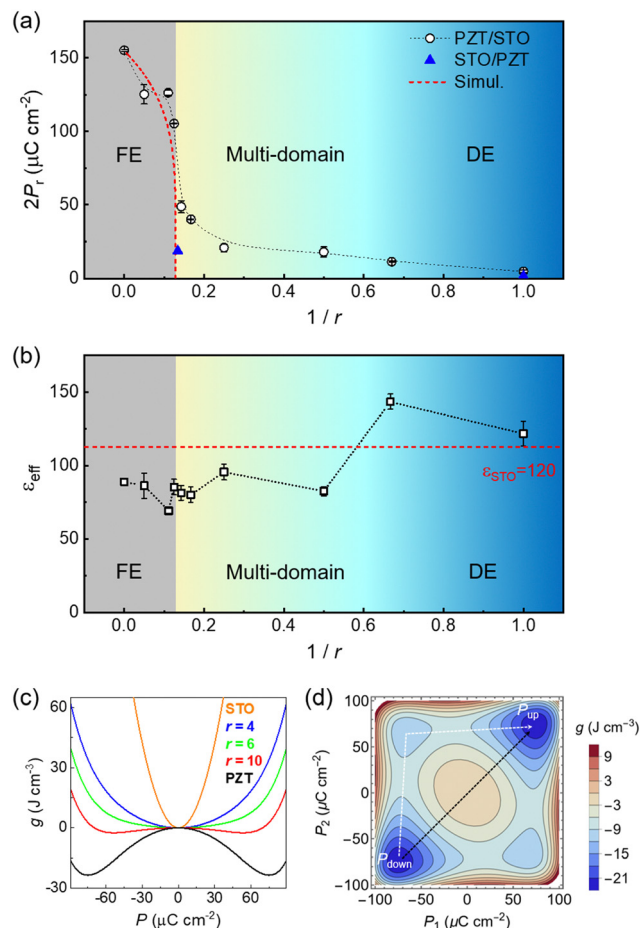 (a)
150
100
50
0
2Pr (μC cm⁻²)
PZT/STO
STO/PZT
Simul.
FE
Multi-domain
DE
0.0 0.2 0.4 0.6 0.8 1.0
1 / r
(b)
150
100
50
0
εeff
εSTO=120
FE
Multi-domain
DE
0.0 0.2 0.4 0.6 0.8 1.0
1 / r
(c)
60
30
0
-30
g (J cm⁻³)
STO
r = 4
r = 6
r = 10
PZT
-60 -30 0 30 60
P (μC cm⁻²)
(d)
100
50
0
−50
−100
P₂ (μC cm⁻²)
Pup
Pdown
−100 −50 0 50 100
P₁ (μC cm⁻²)
g (J cm⁻³)
9
3
−3
−9
−15
−21